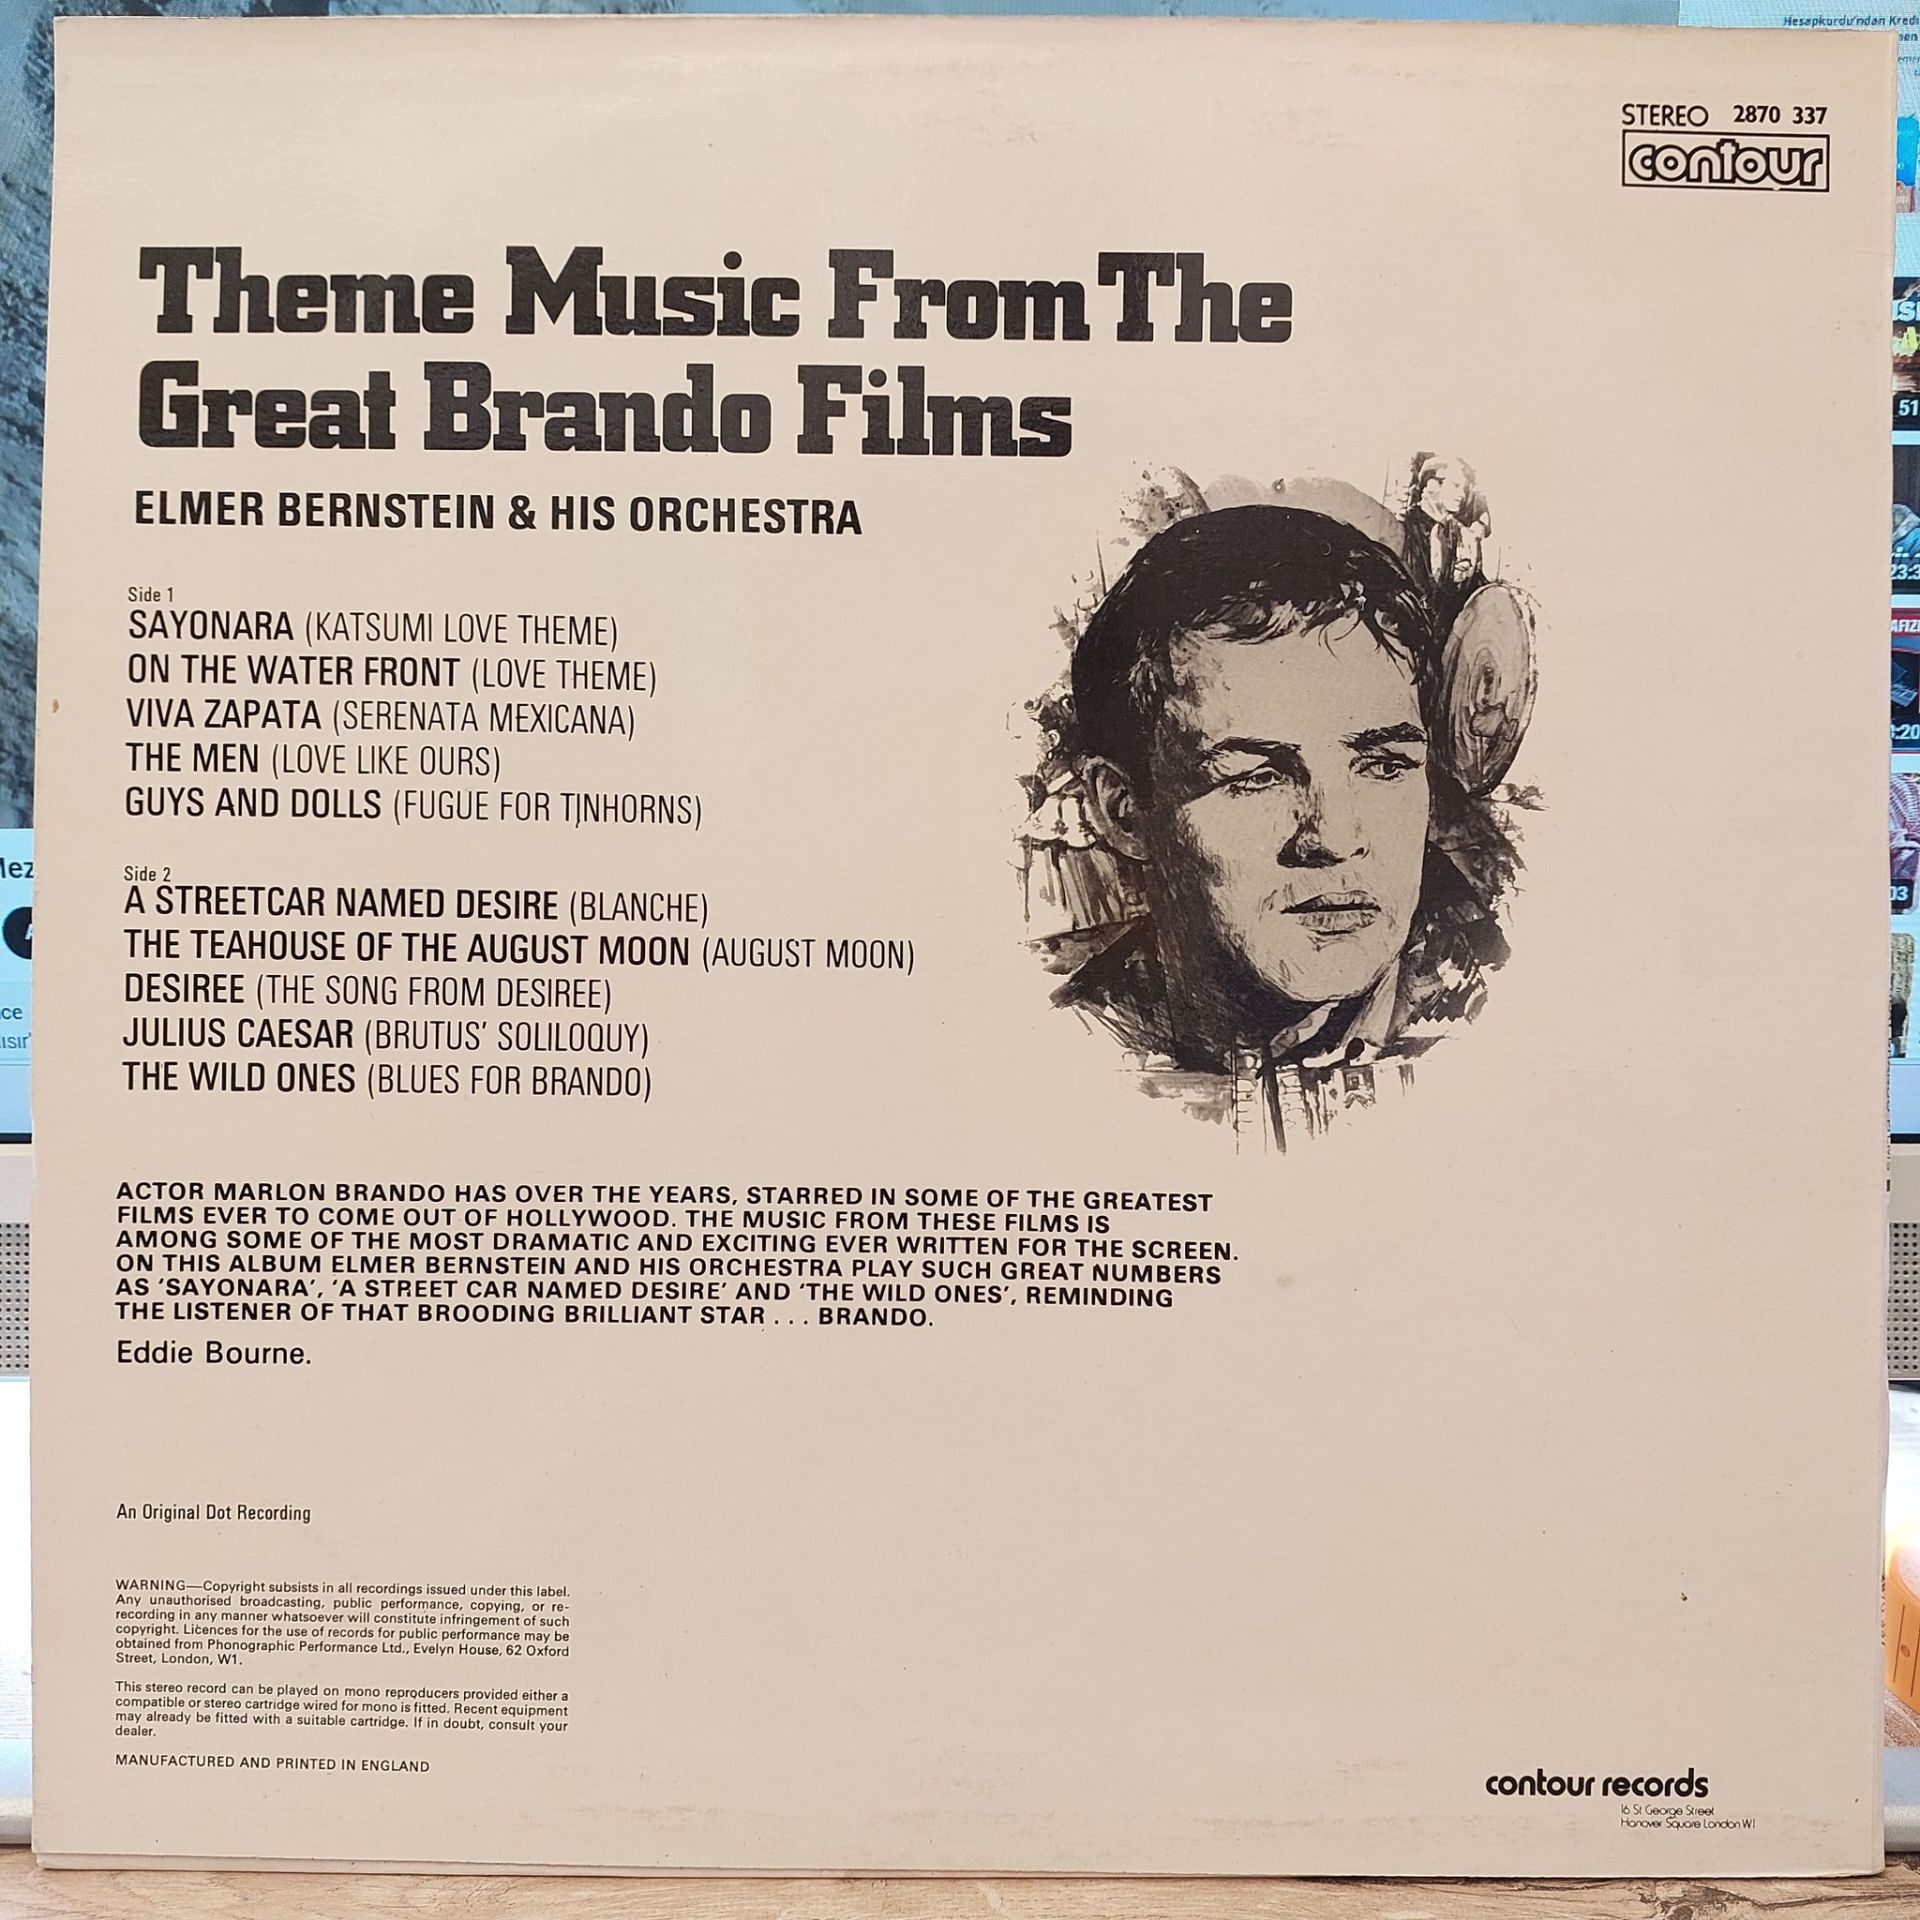 STEREO 2870 337
contour
Theme Music From The
Great Brando Films
ELMER BERNSTEIN & HIS ORCHESTRA
Side 1
SAYONARA (KATSUMI LOVE THEME)
ON THE WATER FRONT (LOVE THEME)
VIVA ZAPATA (SERENATA MEXICANA)
THE MEN (LOVE LIKE OURS)
GUYS AND DOLLS (FUGUE FOR TINHORNS)
Side 2
A STREETCAR NAMED DESIRE (BLANCHE)
THE TEAHOUSE OF THE AUGUST MOON (AUGUST MOON)
DESIREE (THE SONG FROM DESIREE)
JULIUS CAESAR (BRUTUS' SOLILOQUY)
THE WILD ONES (BLUES FOR BRANDO)
ACTOR MARLON BRANDO HAS OVER THE YEARS, STARRED IN SOME OF THE GREATEST
FILMS EVER TO COME OUT OF HOLLYWOOD. THE MUSIC FROM THESE FILMS IS
AMONG SOME OF THE MOST DRAMATIC AND EXCITING EVER WRITTEN FOR THE SCREEN.
ON THIS ALBUM ELMER BERNSTEIN AND HIS ORCHESTRA PLAY SUCH GREAT NUMBERS
AS 'SAYONARA', 'A STREET CAR NAMED DESIRE' AND 'THE WILD ONES', REMINDING
THE LISTENER OF THAT BROODING BRILLIANT STAR . . . BRANDO.
Eddie Bourne.
An Original Dot Recording
WARNING—Copyright subsists in all recordings issued under this label.
Any unauthorised broadcasting, public performance, copying, or re-
recording in any manner whatsoever will constitute infringement of such
copyright. Licences for the use of records for public performance may be
obtained from Phonographic Performance Ltd., Evelyn House, 62 Oxford
Street, London, W1.
This stereo record can be played on mono reproducers provided either a
compatible or stereo cartridge wired for mono is fitted. Recent equipment
may already be fitted with a suitable cartridge. If in doubt, consult your
dealer.
MANUFACTURED AND PRINTED IN ENGLAND
contour records
16 St George Street
Hanover Square London W1
Hesapkurdu'ndan
51
03